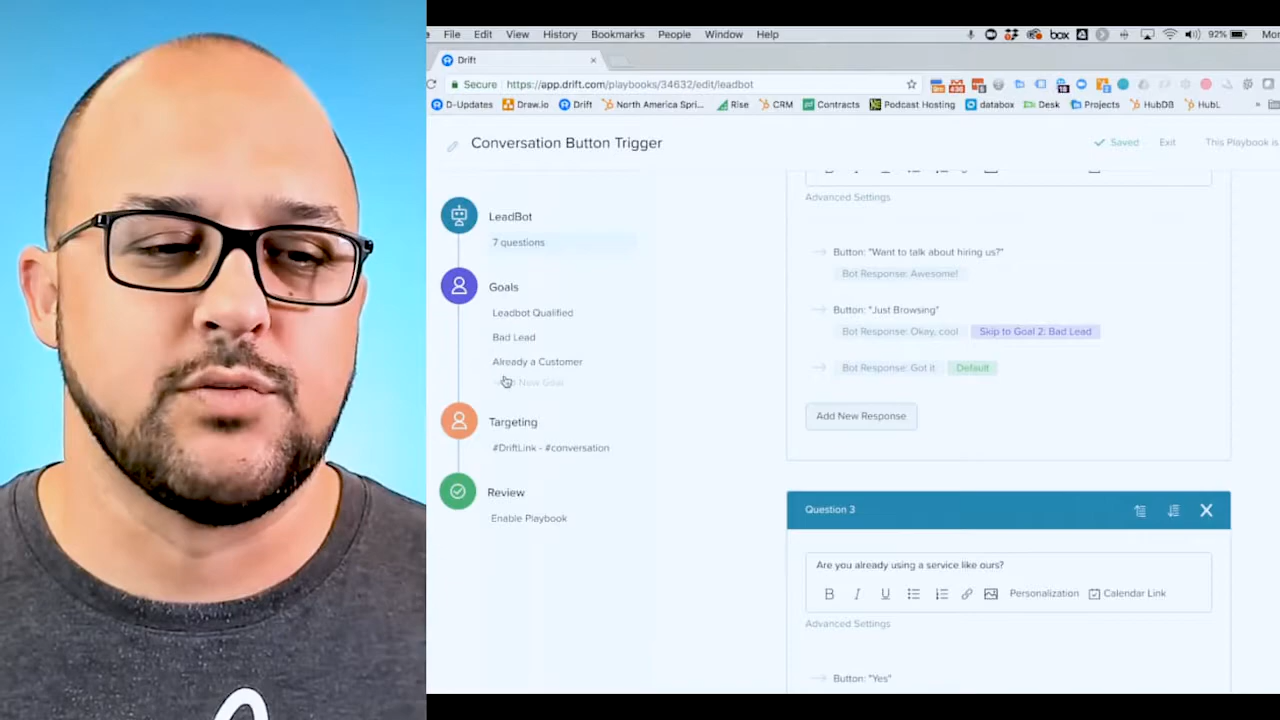 File Edit View History Bookmarks People Window Help box 92%
Drift
Secure https://app.drift.com/playbooks/34632/edit/leadbot
D-Updates Draw.io Drift North America Spri... Rise CRM Contracts Podcast Hosting databox Desk Projects HubDB HubL
Conversation Button Trigger Saved Exit This Playbook is
LeadBot
7 questions
Goals
Leadbot Qualified
Bad Lead
Already a Customer
New Goal
Targeting
#DriftLink - #conversation
Review
Enable Playbook
Advanced Settings
Button: "Want to talk about hiring us?"
Bot Response: Awesome!
Button: "Just Browsing"
Bot Response: Okay, cool Skip to Goal 2: Bad Lead
Bot Response: Got it Default
Add New Response
Question 3
Are you already using a service like ours?
B I U Personalization Calendar Link
Advanced Settings
Button: "Yes"